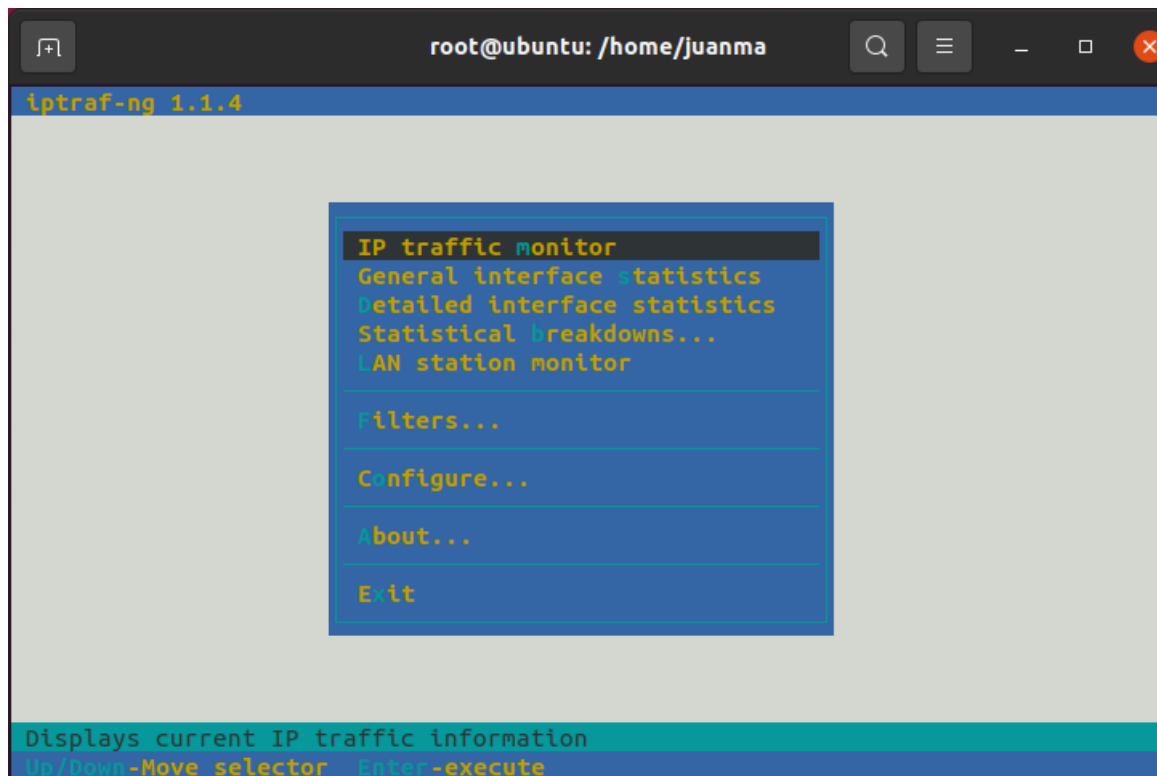 root@ubuntu: /home/juanma
iptraf-ng 1.1.4
IP traffic monitor
General interface statistics
Detailed interface statistics
Statistical breakdowns...
LAN station monitor
Filters...
Configure...
About...
Exit
Displays current IP traffic information
Up/Down-Move selector  Enter-execute